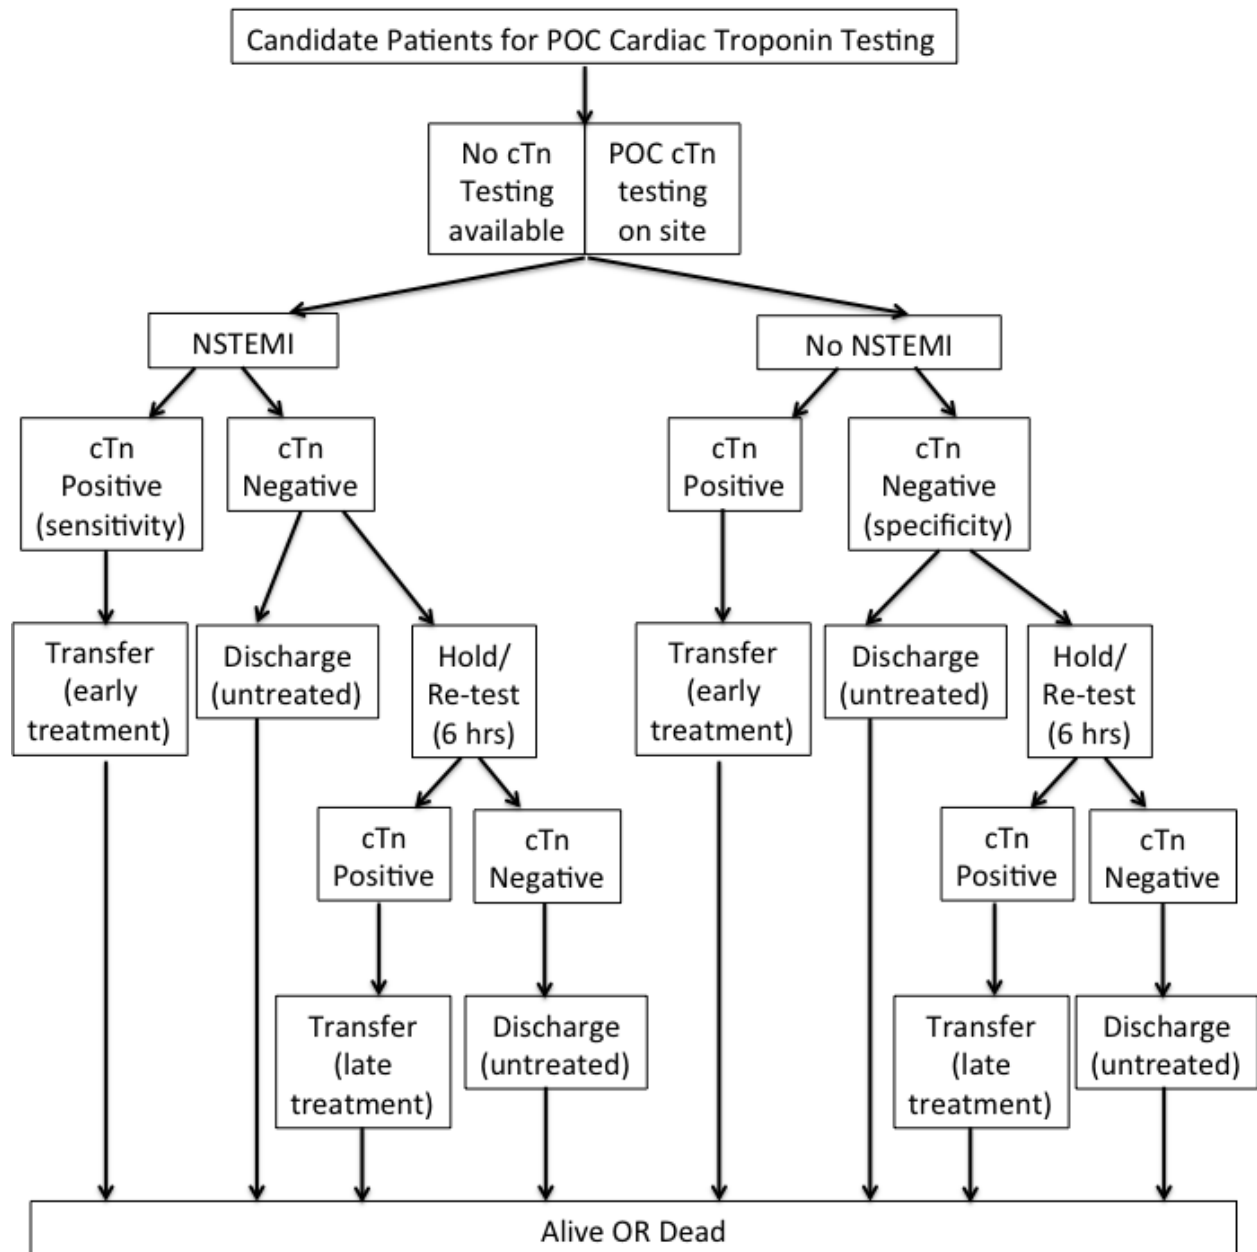 Candidate Patients for POC Cardiac Troponin Testing
No cTn
Testing
available
POC cTn
testing
on site
NSTEMI
No NSTEMI
cTn
Positive
(sensitivity)
cTn
Negative
cTn
Positive
cTn
Negative
(specificity)
Transfer
(early
treatment)
Discharge
(untreated)
Hold/
Re-test
(6 hrs)
Transfer
(early
treatment)
Discharge
(untreated)
Hold/
Re-test
(6 hrs)
cTn
Positive
cTn
Negative
cTn
Positive
cTn
Negative
Transfer
(late
treatment)
Discharge
(untreated)
Transfer
(late
treatment)
Discharge
(untreated)
Alive OR Dead